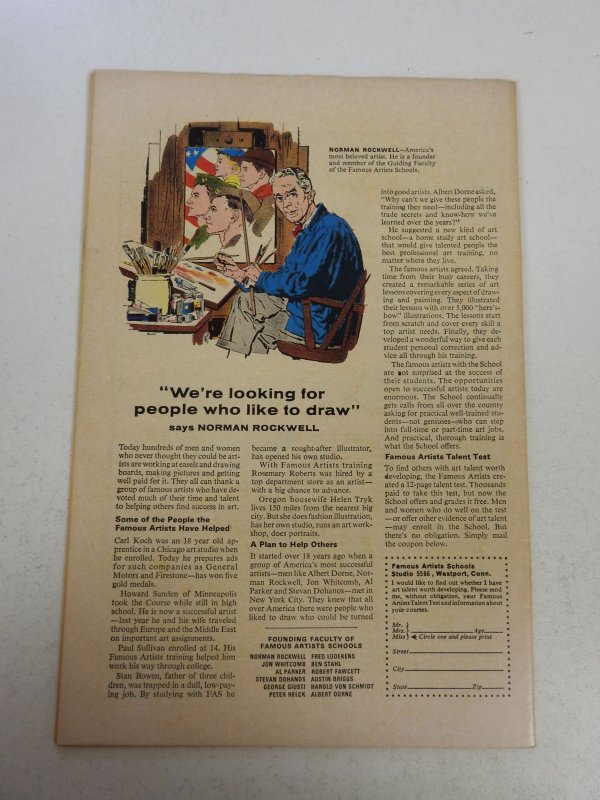 NORMAN ROCKWELL—America's
most beloved artist. He is a founder
and member of the Guiding Faculty
of the Famous Artists Schools.
"We're looking for
people who like to draw"
says NORMAN ROCKWELL
Today hundreds of men and women
who never thought they could be art-
ists are working at easels and drawing
boards, making pictures and getting
well paid for it. They all can thank a
group of famous artists who have de-
voted much of their time and talent
to helping others find success in art.
Some of the People the
Famous Artists Have Helped
Carl Koch was an 18 year old ap-
prentice in a Chicago art studio when
he enrolled. Today he prepares ads
for such companies as General
Motors and Firestone—has won five
gold medals.
Howard Sanden of Minneapolis
took the Course while still in high
school. He is now a successful artist
—last year he and his wife traveled
through Europe and the Middle East
on important art assignments.
Paul Sullivan enrolled at 14. His
Famous Artists training helped him
work his way through college.
Stan Bowen, father of three chil-
dren, was trapped in a dull, low-pay-
ing job. By studying with FAS he
became a sought-after illustrator,
has opened his own studio.
With Famous Artists training
Rosemary Roberts was hired by a
top department store as an artist—
with a big chance to advance.
Oregon housewife Helen Tryk
lives 150 miles from the nearest big
city. But she does fashion illustration,
has her own studio, runs an art work-
shop, does portraits.
A Plan to Help Others
It started over 18 years ago when a
group of America's most successful
artists—men like Albert Dorne, Nor-
man Rockwell, Jon Whitcomb, Al
Parker and Stevan Dohanos—met in
New York City. They knew that all
over America there were people who
liked to draw who could be turned
FOUNDING FACULTY OF
FAMOUS ARTISTS SCHOOLS
NORMAN ROCKWELL FRED LUDEKENS
JON WHITCOMB BEN STAHL
AL PARKER ROBERT FAWCETT
STEVAN DOHANOS AUSTIN BRIGGS
GEORGE GIUSTI HAROLD VON SCHMIDT
PETER HELCK ALBERT DORNE
into good artists. Albert Dorne asked,
"Why can't we give these people the
training they need—including all the
trade secrets and know-how we've
learned over the years?"
He suggested a new kind of art
school—a home study art school—
that would give talented people the
best professional art training, no
matter where they live.
The famous artists agreed. Taking
time from their busy careers, they
created a remarkable series of art
lessons covering every aspect of draw-
ing and painting. They illustrated
their lessons with over 5,000 "here's-
how" illustrations. The lessons start
from scratch and cover every skill a
top artist needs. Finally, they de-
veloped a wonderful way to give each
student personal correction and ad-
vice all through his training.
The famous artists with the School
are not surprised at the success of
their students. The opportunities
open to successful artists today are
enormous. The School continually
gets calls from all over the country
asking for practical well-trained stu-
dents—not geniuses—who can step
into full-time or part-time art jobs.
And practical, thorough training is
what the School offers.
Famous Artists Talent Test
To find others with art talent worth
developing, the Famous Artists cre-
ated a 12-page talent test. Thousands
paid to take this test, but now the
School offers and grades it free. Men
and women who do well on the test
—or offer other evidence of art talent
—may enroll in the School. But
there's no obligation. Simply mail
the coupon below.
Famous Artists Schools
Studio 5566, Westport, Conn.
I would like to find out whether I have
art talent worth developing. Please send
me, without obligation, your Famous
Artists Talent Test and information about
your courses.
Mr.
Mrs. Age
Miss Circle one and please print
Street
City
State Zip